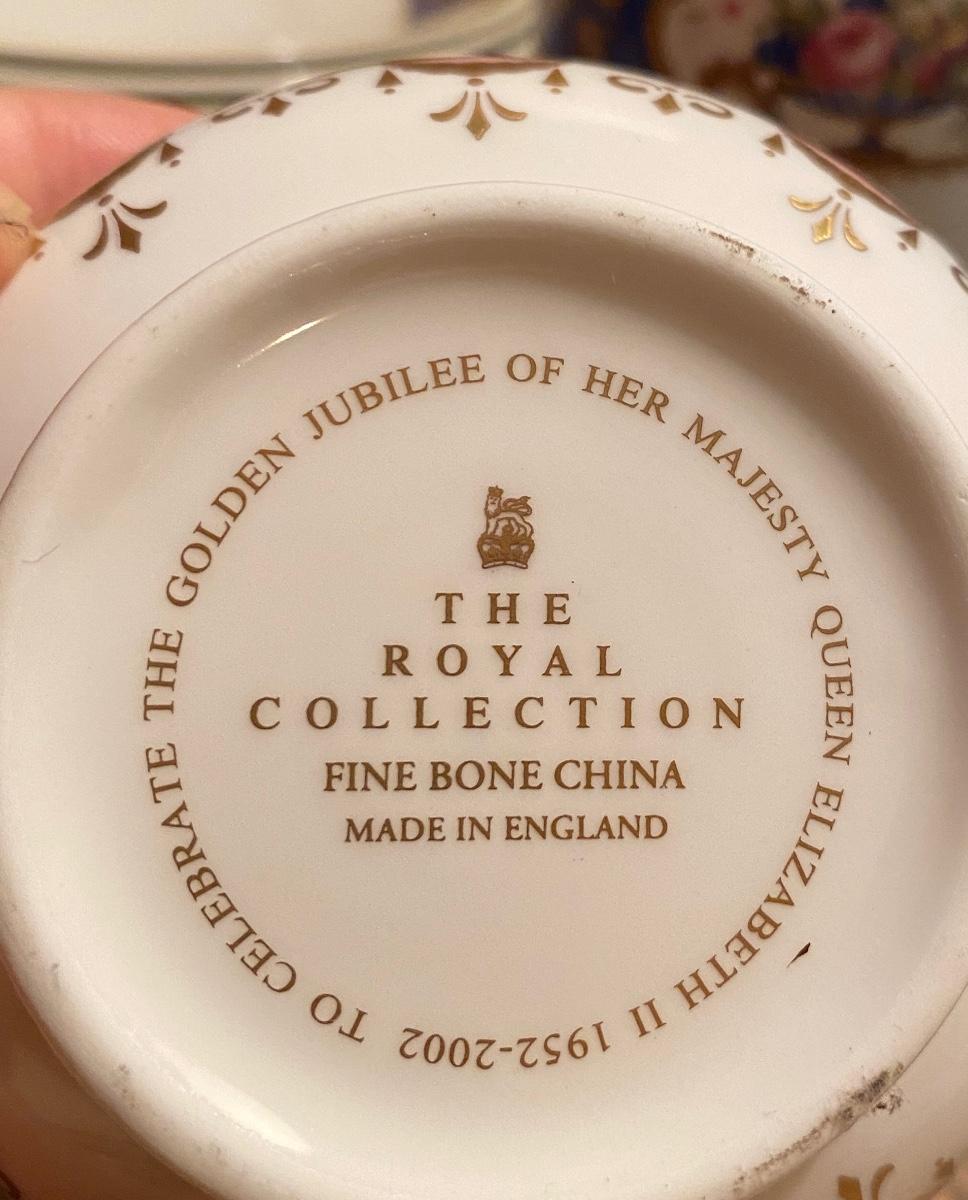 TO CELEBRATE THE GOLDEN JUBILEE OF HER MAJESTY QUEEN ELIZABETH II 1952-2002
THE
ROYAL
COLLECTION
FINE BONE CHINA
MADE IN ENGLAND